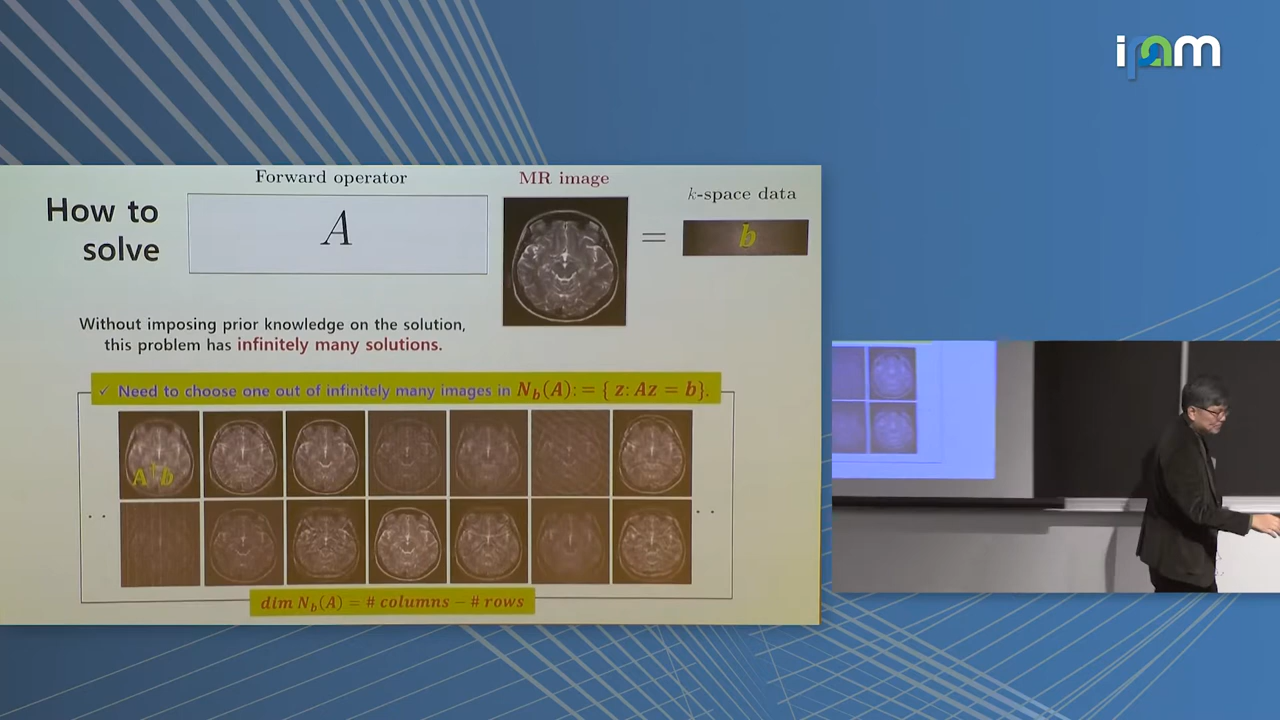 ipam
Forward operator
MR image
k-space data
How to
solve
A
=
b
Without imposing prior knowledge on the solution,
this problem has infinitely many solutions.
✓ Need to choose one out of infinitely many images in N_b(A): = { z: Az = b}.
A†b
. .
. .
dim N_b(A) = # columns − # rows